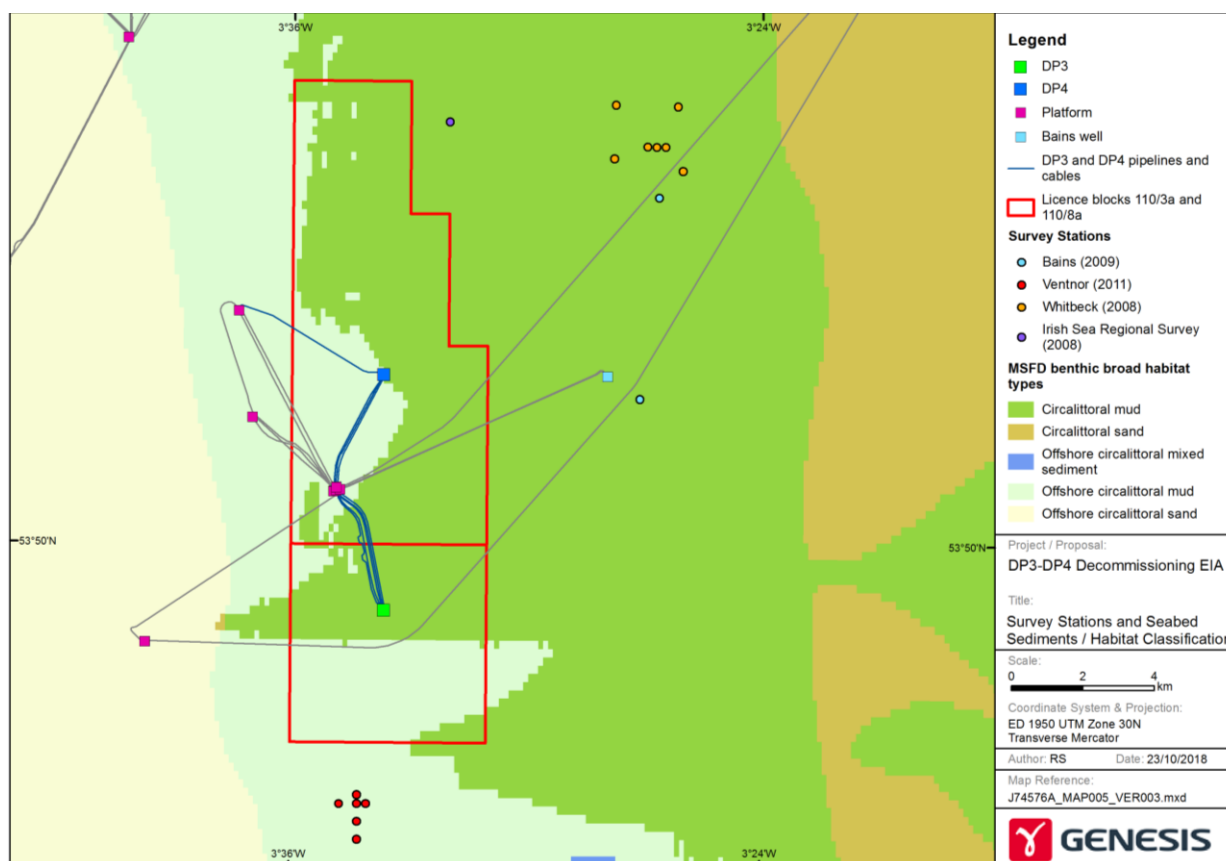 3°36'W
3°24'W
53°50'N
53°50'N
3°36'W
3°24'W
Legend
DP3
DP4
Platform
Bains well
DP3 and DP4 pipelines and
cables
Licence blocks 110/3a and
110/8a
Survey Stations
Bains (2009)
Ventnor (2011)
Whitbeck (2008)
Irish Sea Regional Survey
(2008)
MSFD benthic broad habitat
types
Circalittoral mud
Circalittoral sand
Offshore circalittoral mixed
sediment
Offshore circalittoral mud
Offshore circalittoral sand
Project / Proposal:
DP3-DP4 Decommissioning EIA
Title:
Survey Stations and Seabed
Sediments / Habitat Classification
Scale:
0 2 4
km
Coordinate System & Projection:
ED 1950 UTM Zone 30N
Transverse Mercator
Author: RS Date: 23/10/2018
Map Reference:
J74576A_MAP005_VER003.mxd
GENESIS